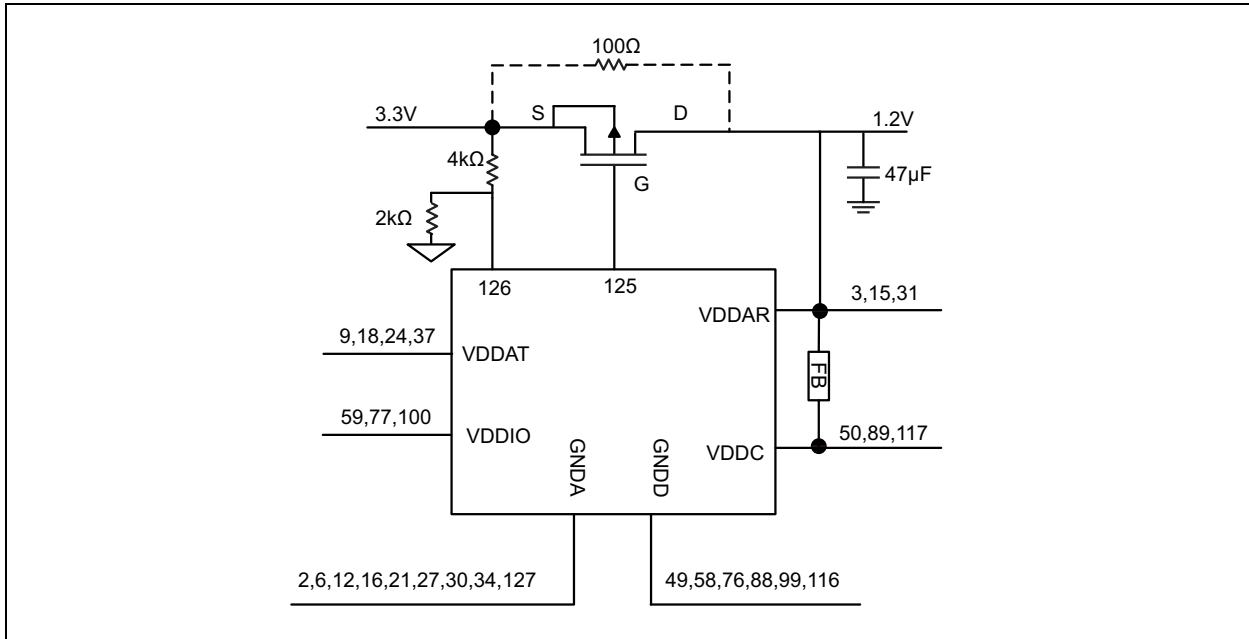 100Ω
3.3V
S
D
1.2V
4kΩ
G
47µF
2kΩ
126
125
VDDAR
3,15,31
9,18,24,37
VDDAT
FB
59,77,100
VDDIO
GNDA
GNDD
VDDC
50,89,117
2,6,12,16,21,27,30,34,127
49,58,76,88,99,116